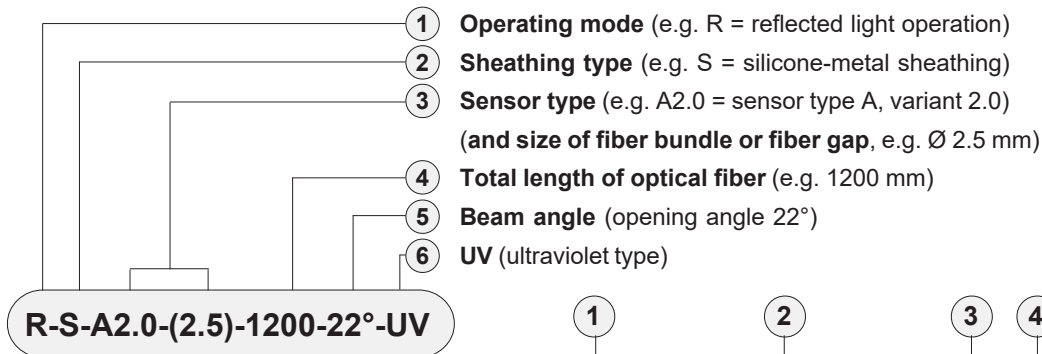 1 Operating mode (e.g. R = reflected light operation)
2 Sheathing type (e.g. S = silicone-metal sheathing)
3 Sensor type (e.g. A2.0 = sensor type A, variant 2.0)
(and size of fiber bundle or fiber gap, e.g. Ø 2.5 mm)
4 Total length of optical fiber (e.g. 1200 mm)
5 Beam angle (opening angle 22°)
6 UV (ultraviolet type)
R-S-A2.0-(2.5)-1200-22°-UV 1 2 3 4